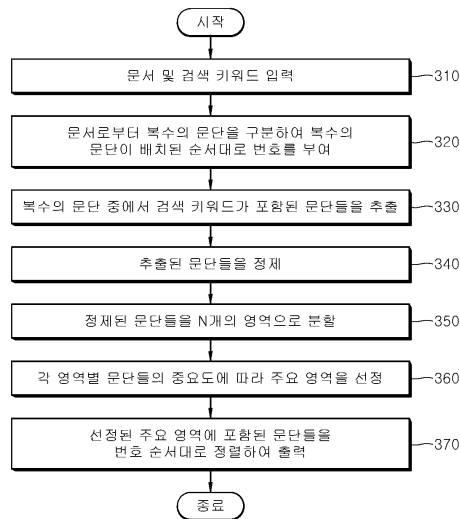 시작
문서 및 검색 키워드 입력
310
문서로부터 복수의 문단을 구분하여 복수의
문단이 배치된 순서대로 번호를 부여
320
복수의 문단 중에서 검색 키워드가 포함된 문단들을 추출
330
추출된 문단들을 정제
340
정제된 문단들을 N개의 영역으로 분할
350
각 영역별 문단들의 중요도에 따라 주요 영역을 선정
360
선정된 주요 영역에 포함된 문단들을
번호 순서대로 정렬하여 출력
370
종료